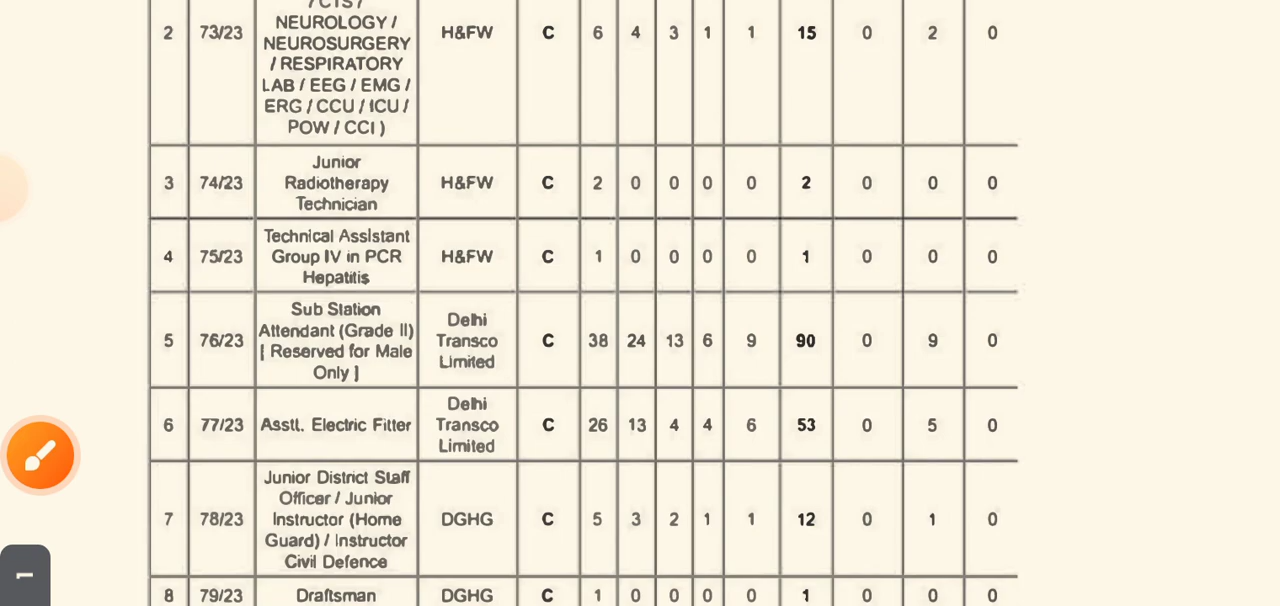 / CTS /
2 73/23 NEUROLOGY / H&FW C 6 4 3 1 1 15 0 2 0
NEUROSURGERY
/ RESPIRATORY
LAB / EEG / EMG /
ERG / CCU / ICU /
POW / CCI )
Junior
3 74/23 Radiotherapy H&FW C 2 0 0 0 0 2 0 0 0
Technician
Technical Assistant
4 75/23 Group IV in PCR H&FW C 1 0 0 0 0 1 0 0 0
Hepatitis
Sub Station
Attendant (Grade II) Delhi
5 76/23 [ Reserved for Male Transco C 38 24 13 6 9 90 0 9 0
Only ] Limited
Delhi
6 77/23 Asstt. Electric Fitter Transco C 26 13 4 4 6 53 0 5 0
Limited
Junior District Staff
Officer / Junior
7 78/23 Instructor (Home DGHG C 5 3 2 1 1 12 0 1 0
Guard) / Instructor
Civil Defence
8 79/23 Draftsman DGHG C 1 0 0 0 0 1 0 0 0